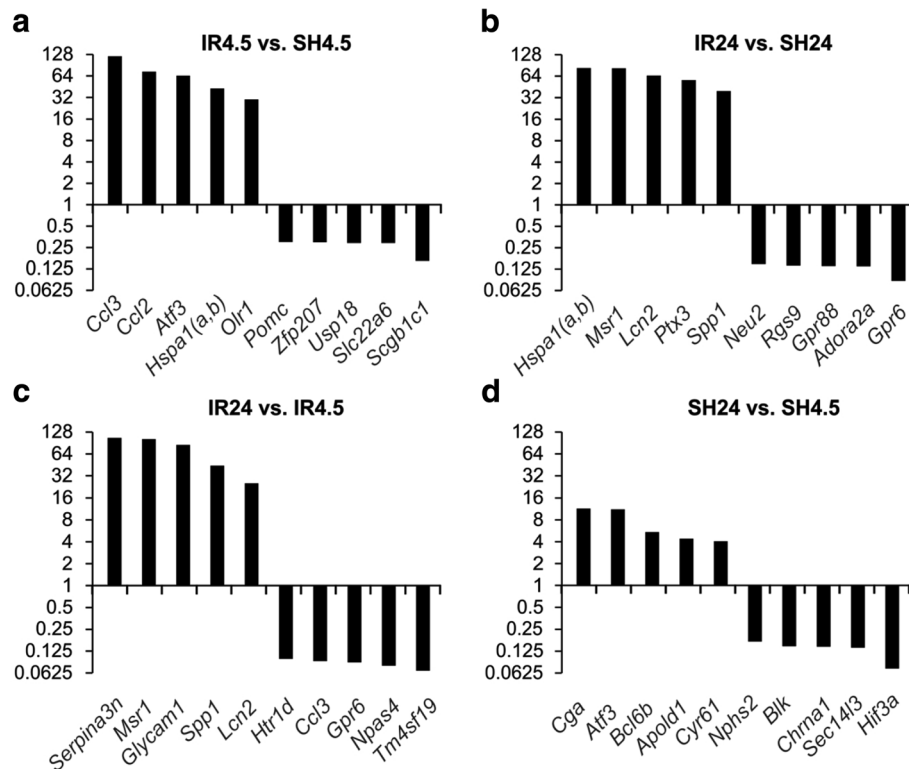 a
IR4.5 vs. SH4.5
128
64
32
16
8
4
2
1
0.5
0.25
0.125
0.0625
Ccl3
Ccl2
Atf3
Hspa1(a,b)
Olr1
Pomc
Zfp207
Usp18
Slc22a6
Scgb1c1
b
IR24 vs. SH24
128
64
32
16
8
4
2
1
0.5
0.25
0.125
0.0625
Hspa1(a,b)
Msr1
Lcn2
Ptx3
Spp1
Neu2
Rgs9
Gpr88
Adora2a
Gpr6
c
IR24 vs. IR4.5
128
64
32
16
8
4
2
1
0.5
0.25
0.125
0.0625
Serpina3n
Msr1
Glycam1
Spp1
Lcn2
Htr1d
Ccl3
Gpr6
Npas4
Tm4sf19
d
SH24 vs. SH4.5
128
64
32
16
8
4
2
1
0.5
0.25
0.125
0.0625
Cga
Atf3
Bcl6b
Apold1
Cyr61
Nphs2
Blk
Chrna1
Sec14l3
Hif3a